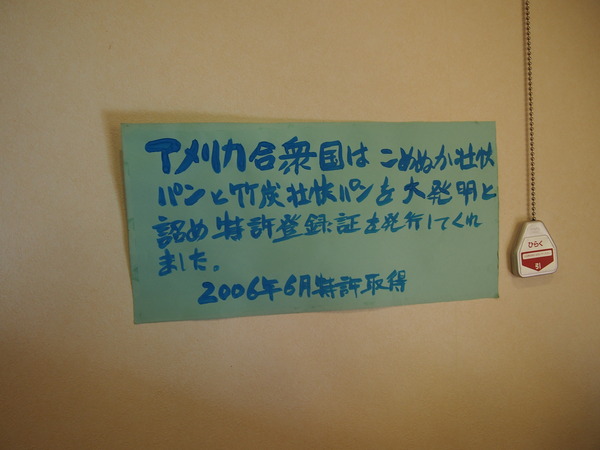 アメリカ合衆国は こめぬか壮快
パンと竹炭壮快パンを大発明と
認め特許登録証を発行してくれ
ました。
2006年6月特許取得
ひらく
51